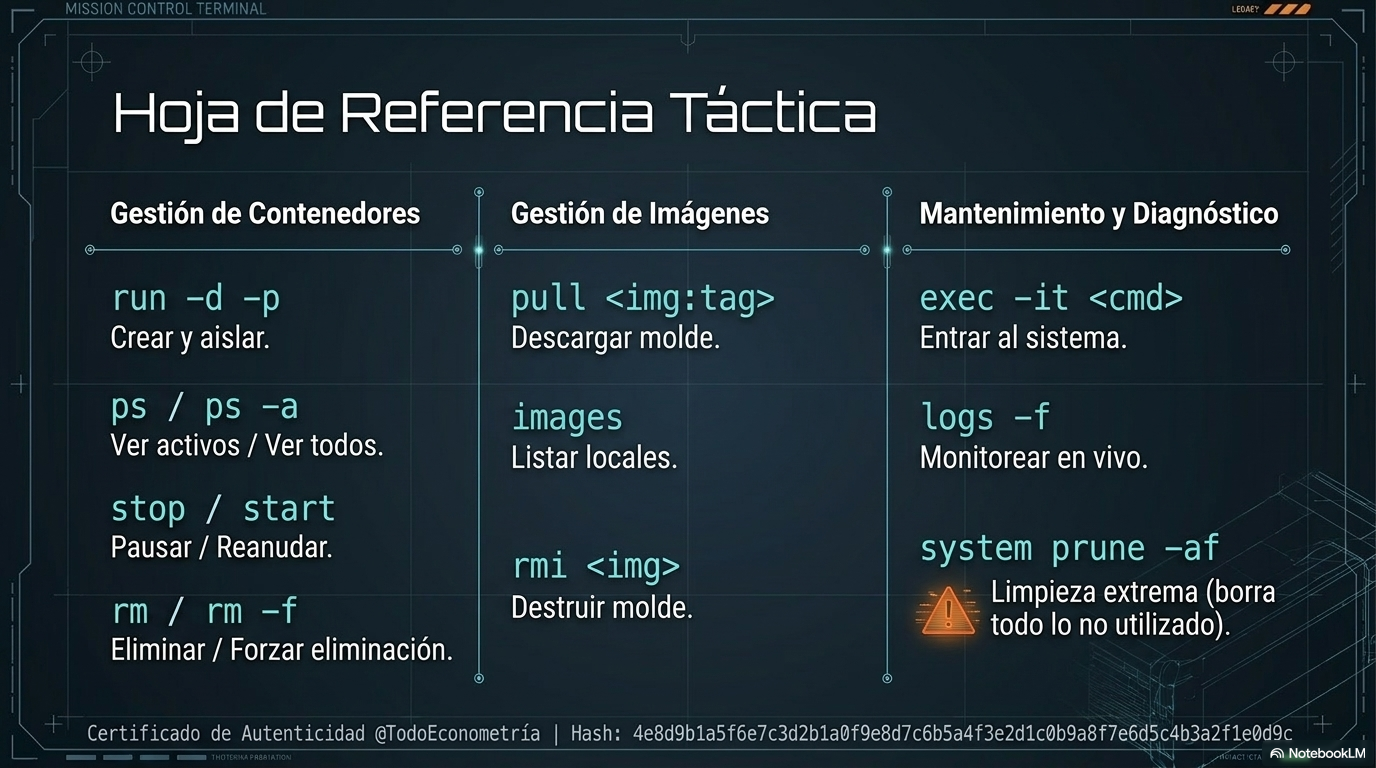 MISSION CONTROL TERMINAL
LEGACY
Hoja de Referencia Táctica
Gestión de Contenedores
run -d -p
Crear y aislar.
ps / ps -a
Ver activos / Ver todos.
stop / start
Pausar / Reanudar.
rm / rm -f
Eliminar / Forzar eliminación.
Gestión de Imágenes
pull <img:tag>
Descargar molde.
images
Listar locales.
rmi <img>
Destruir molde.
Mantenimiento y Diagnóstico
exec -it <cmd>
Entrar al sistema.
logs -f
Monitorear en vivo.
system prune -af
Limpieza extrema (borra
todo lo no utilizado).
Certificado de Autenticidad @TodoEconometría | Hash: 4e8d9b1a5f6e7c3d2b1a0f9e8d7c6b5a4f3e2d1c0b9a8f7e6d5c4b3a2f1e0d9c
NotebookLM